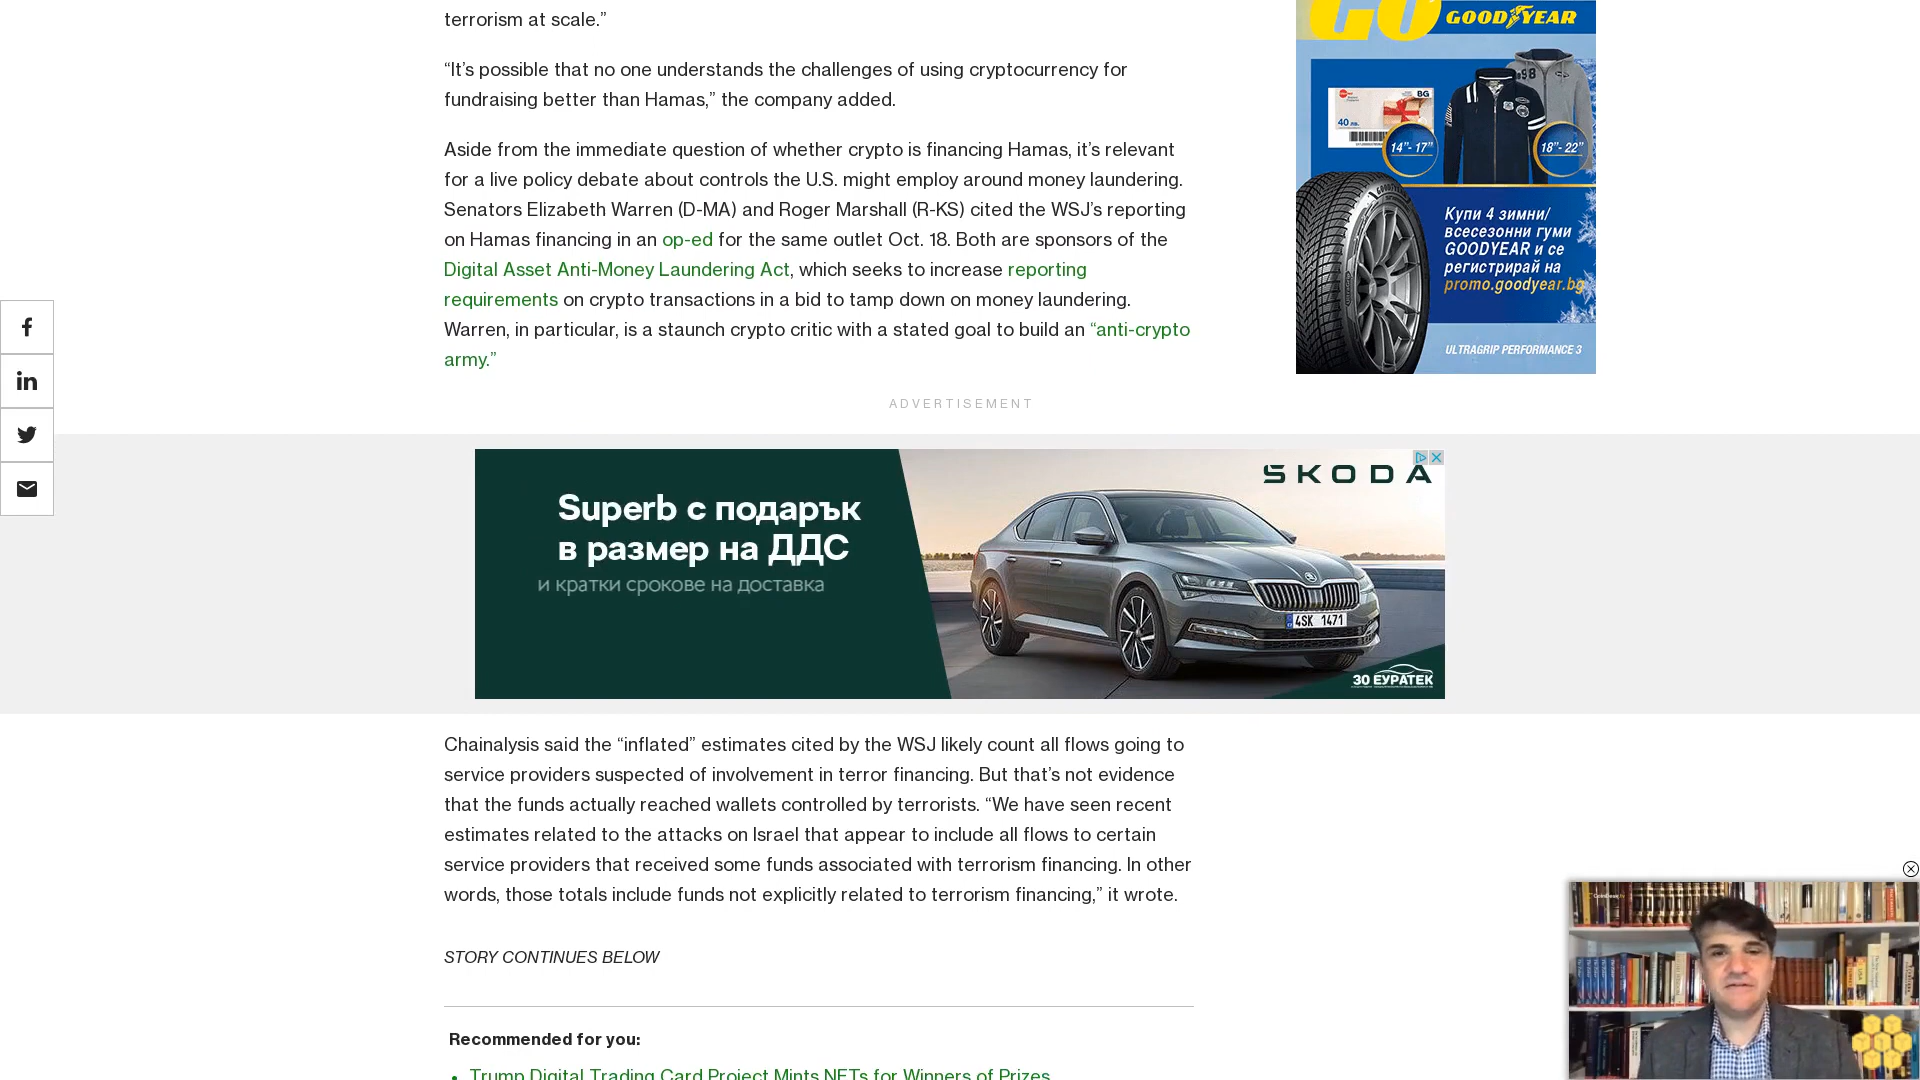 terrorism at scale.”
“It’s possible that no one understands the challenges of using cryptocurrency for
fundraising better than Hamas,” the company added.
Aside from the immediate question of whether crypto is financing Hamas, it’s relevant
for a live policy debate about controls the U.S. might employ around money laundering.
Senators Elizabeth Warren (D-MA) and Roger Marshall (R-KS) cited the WSJ’s reporting
on Hamas financing in an op-ed for the same outlet Oct. 18. Both are sponsors of the
Digital Asset Anti-Money Laundering Act, which seeks to increase reporting
requirements on crypto transactions in a bid to tamp down on money laundering.
Warren, in particular, is a staunch crypto critic with a stated goal to build an “anti-crypto
army.”
GO
GOODYEAR
98
BG
40 лв.
14”- 17”
18”- 22”
GOODYEAR
Купи 4 зимни/
всесезонни гуми
GOODYEAR и се
регистрирай на
promo.goodyear.bg
ULTRAGRIP PERFORMANCE 3
ADVERTISEMENT
Superb с подарък
в размер на ДДС
и кратки срокове на доставка
SKODA
4SK 1471
ЕУРАТЕК
Chainalysis said the “inflated” estimates cited by the WSJ likely count all flows going to
service providers suspected of involvement in terror financing. But that’s not evidence
that the funds actually reached wallets controlled by terrorists. “We have seen recent
estimates related to the attacks on Israel that appear to include all flows to certain
service providers that received some funds associated with terrorism financing. In other
words, those totals include funds not explicitly related to terrorism financing,” it wrote.
STORY CONTINUES BELOW
Recommended for you:
• Trump Digital Trading Card Project Mints NFTs for Winners of Prizes